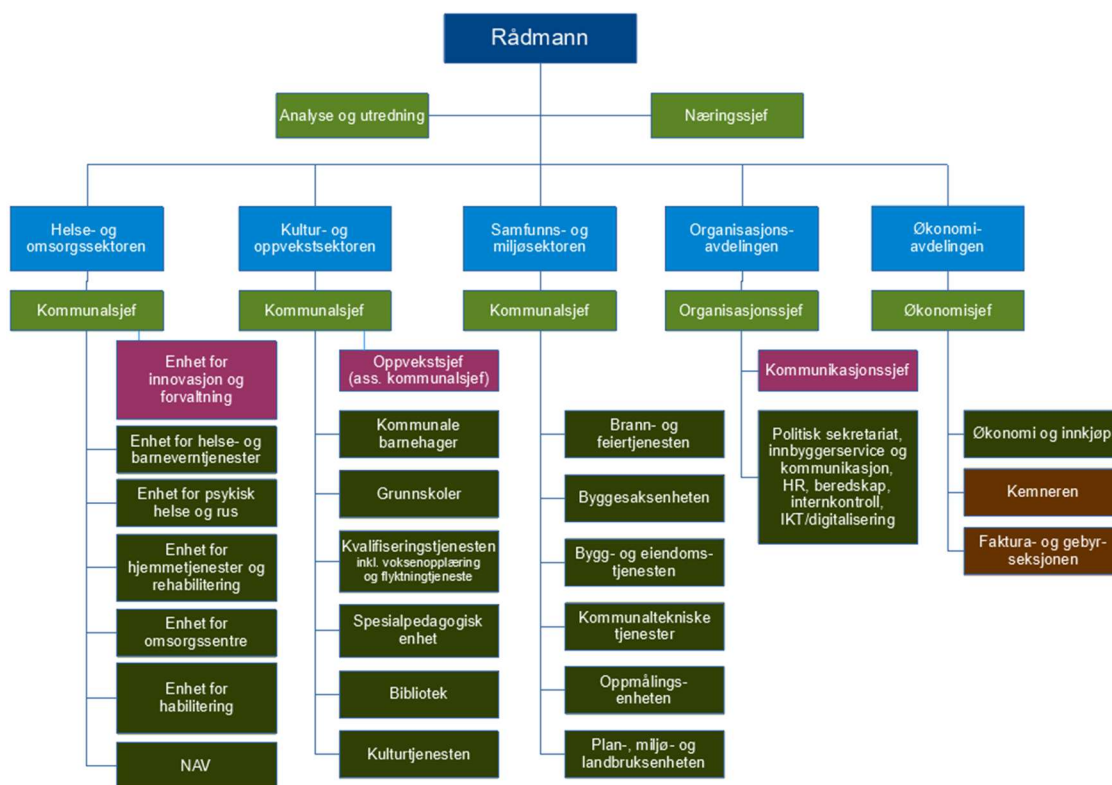 Rådmann
Analyse og utredning
Næringssjef
Helse- og
omsorgssektoren
Kultur- og
oppvekstsektoren
Samfunns- og
miljøsektoren
Organisasjons-
avdelingen
Økonomi-
avdelingen
Kommunalsjef
Kommunalsjef
Kommunalsjef
Organisasjonssjef
Økonomisjef
Enhet for
innovasjon og
forvaltning
Enhet for helse- og
barneverntjenester
Enhet for psykisk
helse og rus
Enhet for
hjemmetjenester og
rehabilitering
Enhet for
omsorgssentre
Enhet for
habilitering
NAV
Oppvekstsjef
(ass. kommunalsjef)
Kommunale
barnehager
Grunnskoler
Kvalifiseringstjenesten
inkl. voksenopplæring
og flyktningtjeneste
Spesialpedagogisk
enhet
Bibliotek
Kulturtjenesten
Brann- og
feiertjenesten
Byggesaksenheten
Bygg- og eiendoms-
tjenesten
Kommunaltekniske
tjenester
Oppmålings-
enheten
Plan-, miljø- og
landbruksenheten
Kommunikasjonssjef
Politisk sekretariat,
innbyggerservice og
kommunikasjon,
HR, beredskap,
internkontroll,
IKT/digitalisering
Økonomi og innkjøp
Kemneren
Faktura- og gebyr-
seksjonen